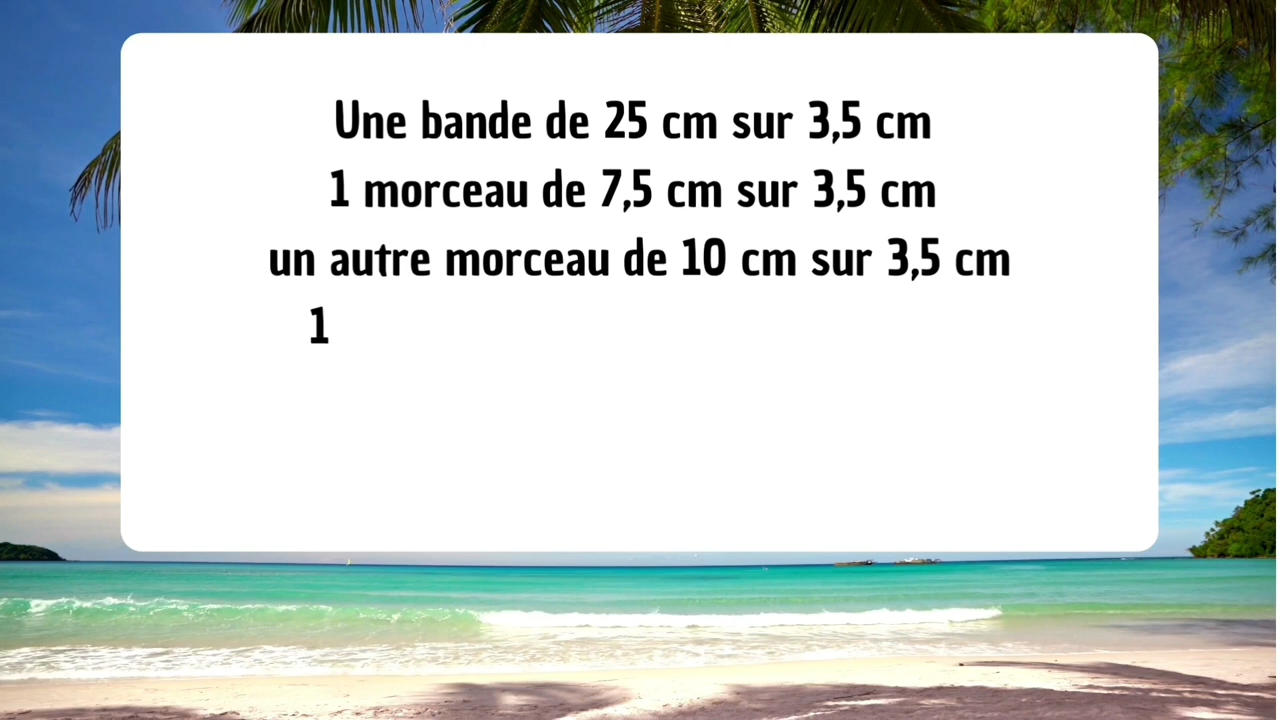 Une bande de 25 cm sur 3,5 cm
1 morceau de 7,5 cm sur 3,5 cm
un autre morceau de 10 cm sur 3,5 cm
1